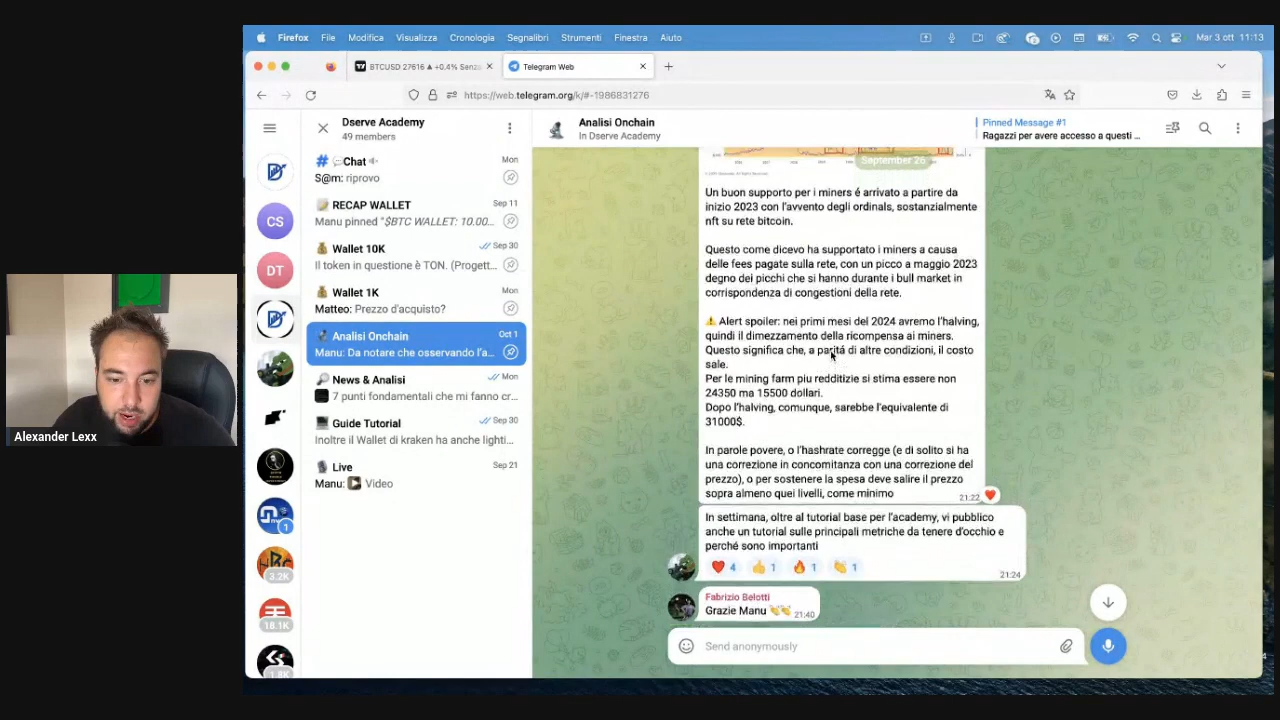 Firefox File Modifica Visualizza Cronologia Segnalibri Strumenti Finestra Aiuto Mar 3 ott 11:13
BTCUSD 27616 ▲ +0.4% Senza
Telegram Web
https://web.telegram.org/k/#-1986831276
Dserve Academy
49 members
Chat Mon
S@m: riprovo
RECAP WALLET Sep 11
Manu pinned "$BTC WALLET: 10.00...
Wallet 10K Sep 30
Il token in questione è TON. (Progett...
Wallet 1K Mon
Matteo: Prezzo d'acquisto?
Analisi Onchain Oct 1
Manu: Da notare che osservando l'a...
News & Analisi Mon
7 punti fondamentali che mi fanno cr...
Guide Tutorial Sep 30
Inoltre il Wallet di kraken ha anche lighti...
Live Sep 21
Manu: Video
CS
DT
1
3.2K
18.1K
1.8K
Analisi Onchain
In Dserve Academy
Pinned Message #1
Ragazzi per avere accesso a questi ...
September 26
Un buon supporto per i miners é arrivato a partire da
inizio 2023 con l'avvento degli ordinals, sostanzialmente
nft su rete bitcoin.
Questo come dicevo ha supportato i miners a causa
delle fees pagate sulla rete, con un picco a maggio 2023
degno dei picchi che si hanno durante i bull market in
corrispondenza di congestioni della rete.
⚠️ Alert spoiler: nei primi mesi del 2024 avremo l'halving,
quindi il dimezzamento della ricompensa ai miners.
Questo significa che, a parità di altre condizioni, il costo
sale.
Per le mining farm piu redditizie si stima essere non
24350 ma 15500 dollari.
Dopo l'halving, comunque, sarebbe l'equivalente di
31000$.
In parole povere, o l'hashrate corregge (e di solito si ha
una correzione in concomitanza con una correzione del
prezzo), o per sostenere la spesa deve salire il prezzo
sopra almeno quei livelli, come minimo
21:22 ❤️
In settimana, oltre al tutorial base per l'academy, vi pubblico
anche un tutorial sulle principali metriche da tenere d'occhio e
perché sono importanti
❤️ 4 👍 1 🔥 1 👏 1
21:24
Fabrizio Belotti
Grazie Manu 👏👏 21:40
Send anonymously
Alexander Lexx